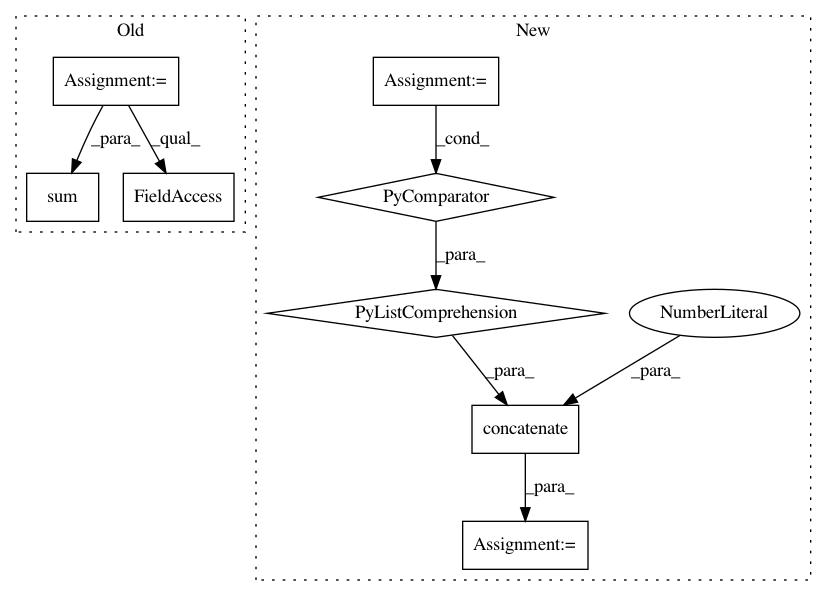 Old
New
Assignment:=
Assignment:=
_para_
_qual_
_cond_
sum
FieldAccess
PyComparator
_para_
PyListComprehension
NumberLiteral
_para_
_para_
concatenate
_para_
Assignment:=